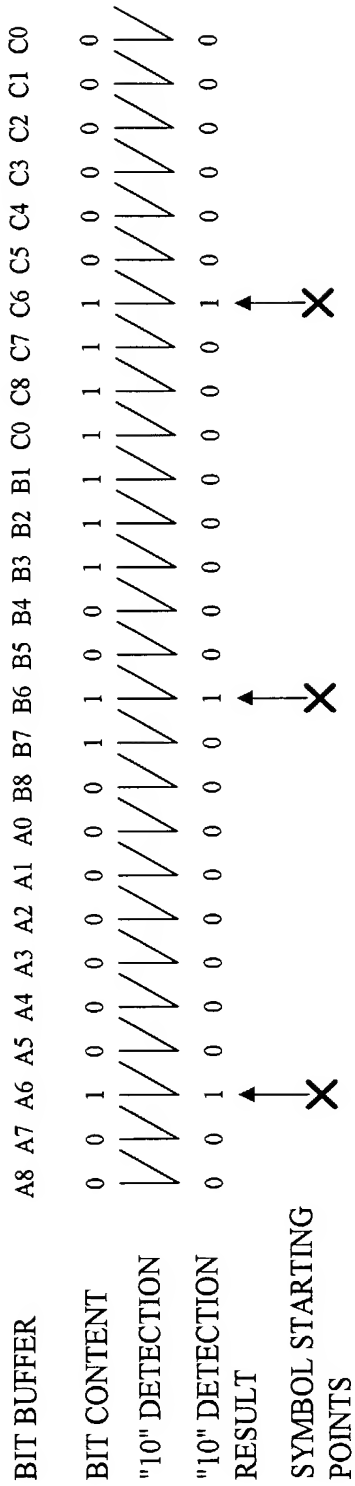 BIT BUFFER A8 A7 A6 A5 A4 A3 A2 A1 A0 B8 B7 B6 B5 B4 B3 B2 B1 C0 C8 C7 C6 C5 C4 C3 C2 C1 C0
BIT CONTENT 0 0 1 0 0 0 0 0 0 0 1 1 0 0 1 1 1 1 1 1 1 0 0 0 0 0 0
"10" DETECTION
"10" DETECTION 0 0 1 0 0 0 0 0 0 0 0 1 0 0 0 0 0 0 0 0 1 0 0 0 0 0 0
RESULT
SYMBOL STARTING
POINTS